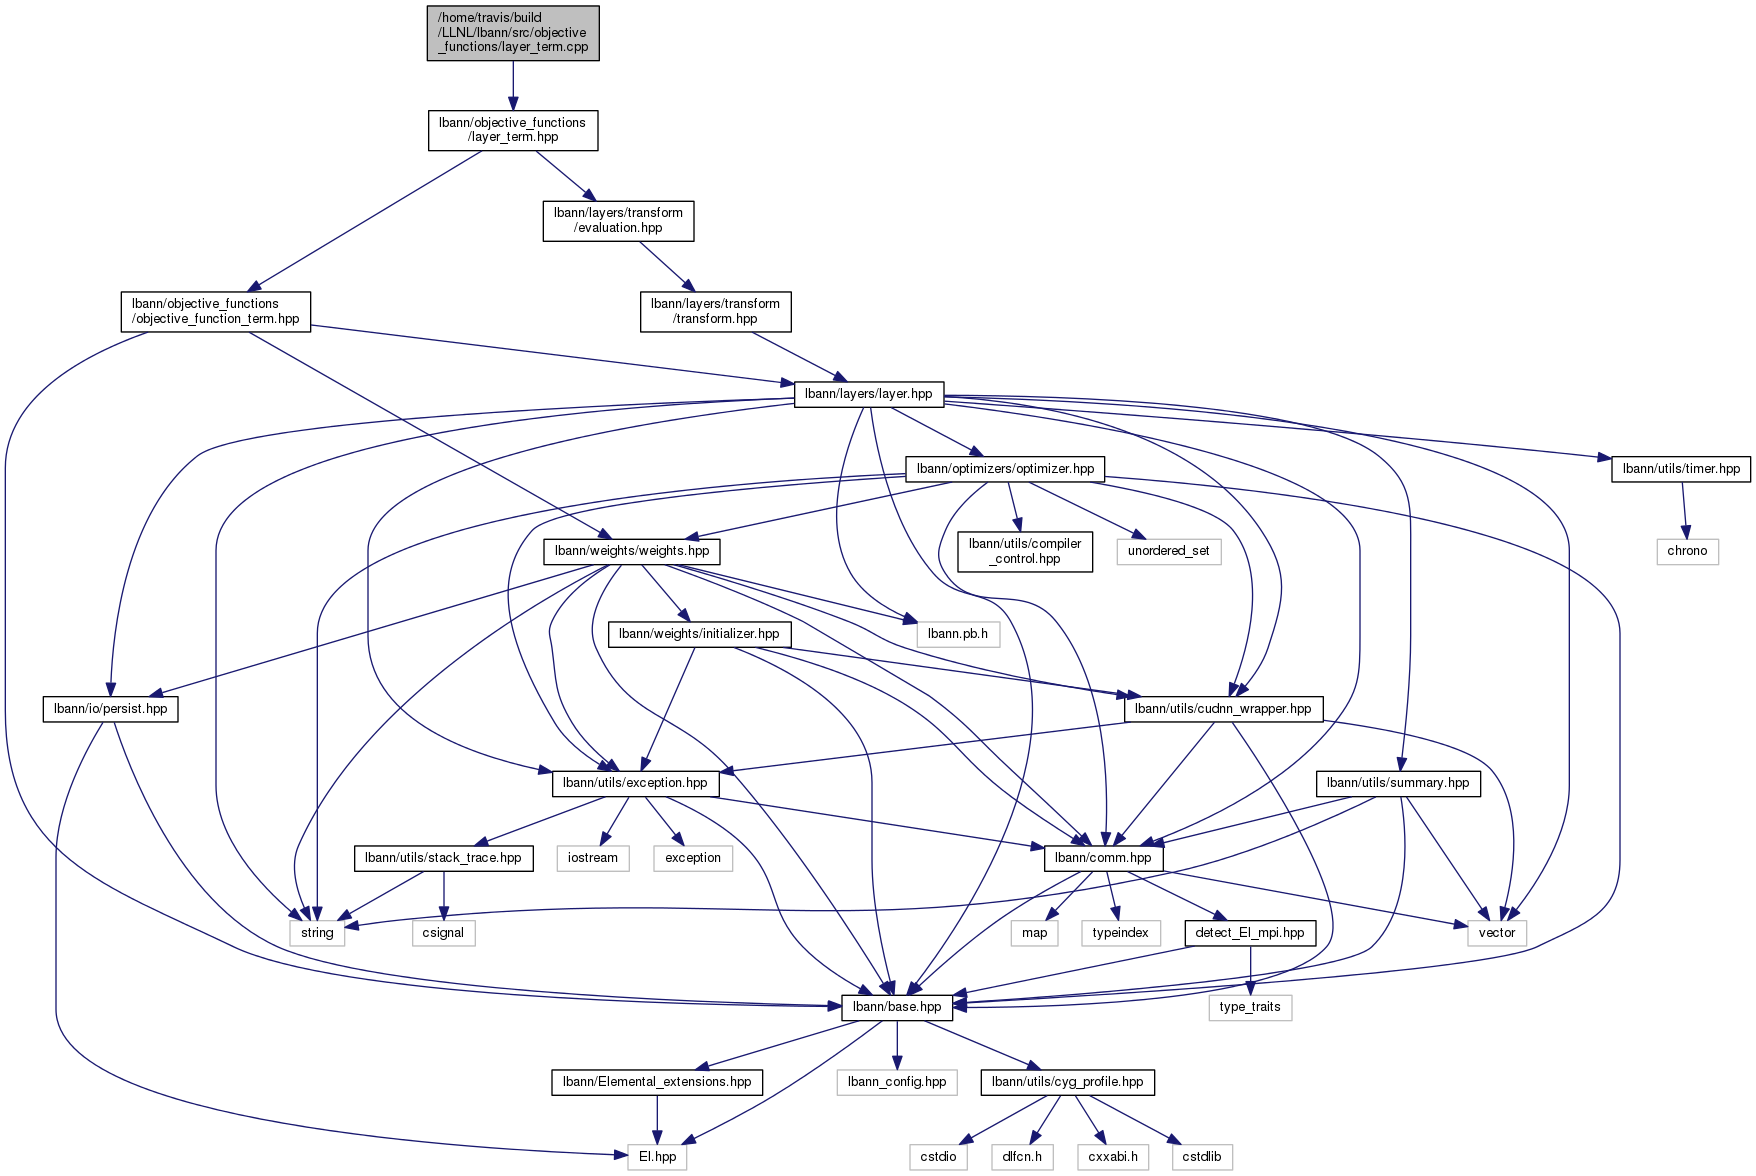 /home/travis/build
/LLNL/lbann/src/objective
_functions/layer_term.cpp
lbann/objective_functions
/layer_term.hpp
lbann/layers/transform
/evaluation.hpp
lbann/objective_functions
/objective_function_term.hpp
lbann/layers/transform
/transform.hpp
lbann/layers/layer.hpp
lbann/optimizers/optimizer.hpp
lbann/utils/timer.hpp
lbann/weights/weights.hpp
lbann/utils/compiler
_control.hpp
unordered_set
chrono
lbann/weights/initializer.hpp
lbann.pb.h
lbann/io/persist.hpp
lbann/utils/cudnn_wrapper.hpp
lbann/utils/exception.hpp
lbann/utils/summary.hpp
lbann/utils/stack_trace.hpp
iostream
exception
lbann/comm.hpp
string
csignal
map
typeindex
detect_El_mpi.hpp
vector
lbann/base.hpp
type_traits
lbann/Elemental_extensions.hpp
lbann_config.hpp
lbann/utils/cyg_profile.hpp
El.hpp
cstdio
dlfcn.h
cxxabi.h
cstdlib